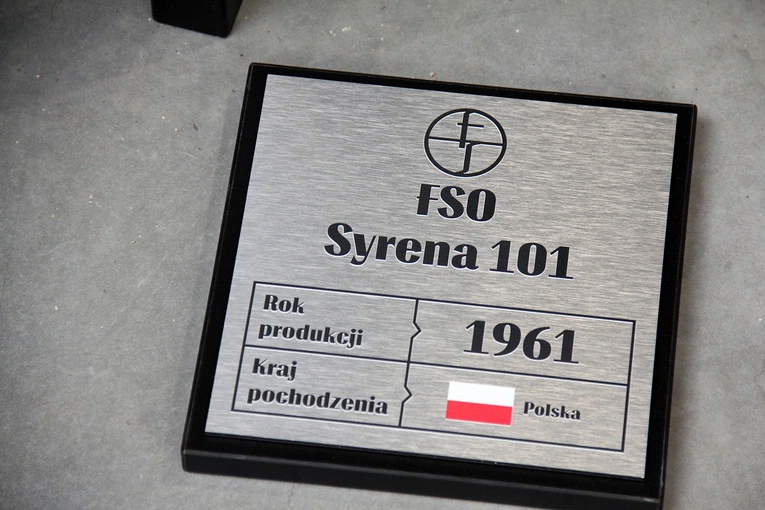 FSO
Syrena 101
Rok
produkcji
1961
Kraj
pochodzenia
Polska